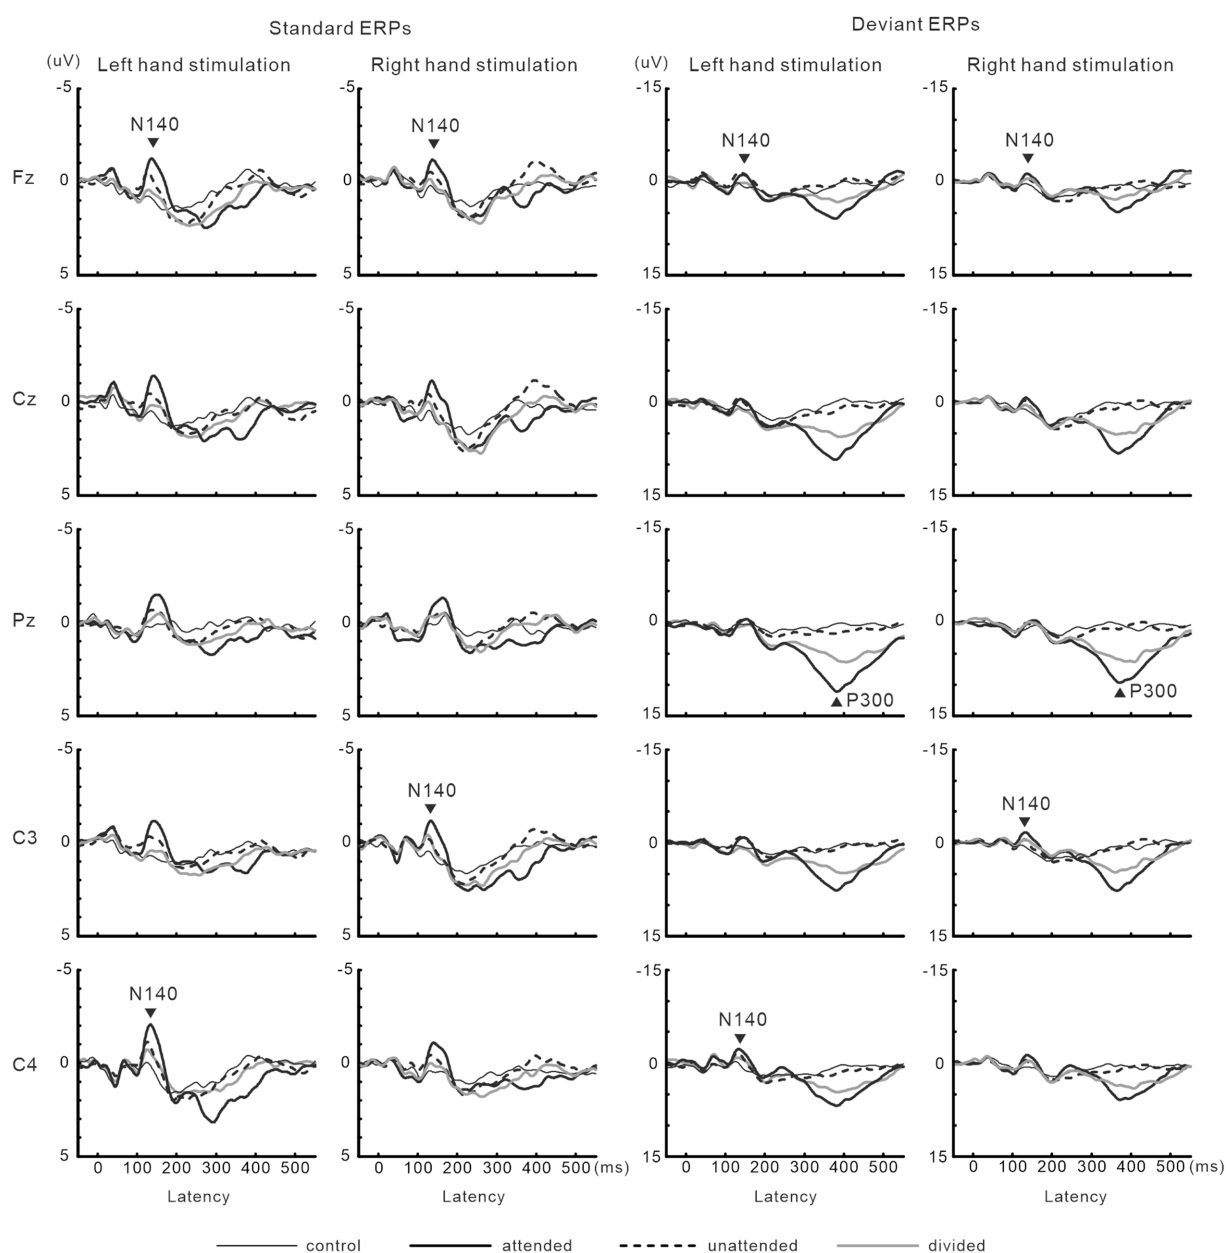 Standard ERPs Deviant ERPs
(uV) Left hand stimulation Right hand stimulation (uV) Left hand stimulation Right hand stimulation
-5 -5 -15 -15
N140 N140 N140 N140
Fz 0 0 0 0
5 5 15 15
-5 -5 -15 -15
Cz 0 0 0 0
5 5 15 15
-5 -5 -15 -15
Pz 0 0 0 0
P300 P300
5 5 15 15
-5 -5 -15 -15
N140 N140
C3 0 0 0 0
5 5 15 15
-5 -5 -15 -15
N140 N140
C4 0 0 0 0
5 5 15 15
0 100 200 300 400 500 0 100 200 300 400 500 (ms) 0 100 200 300 400 500 0 100 200 300 400 500 (ms)
Latency Latency Latency Latency
control attended unattended divided